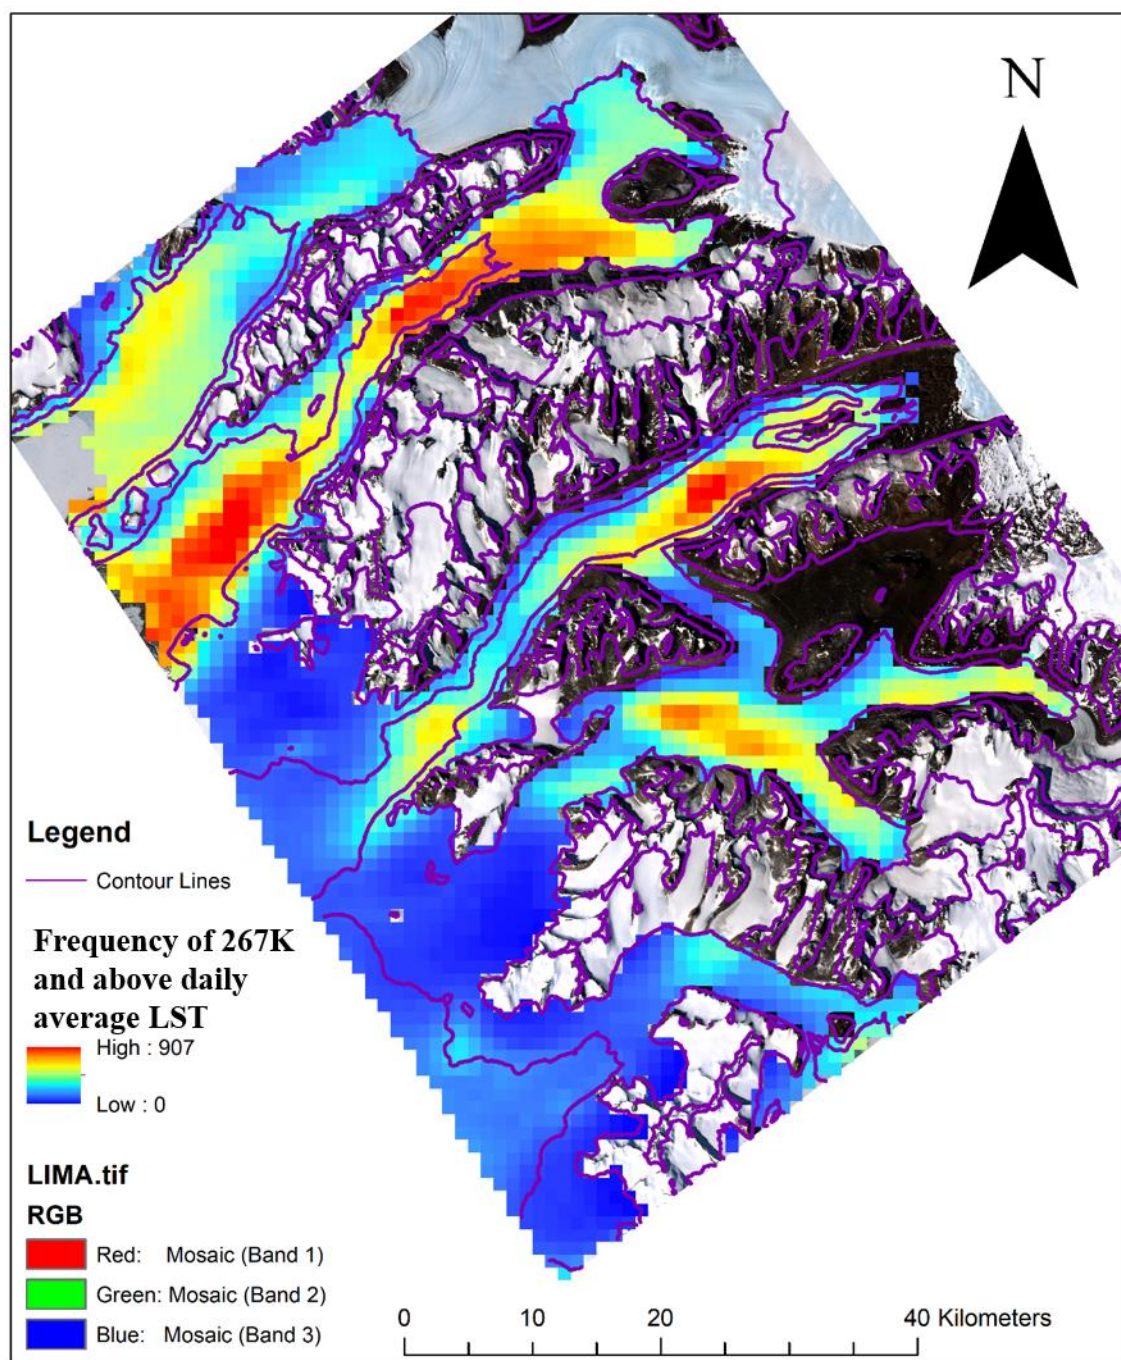 N
Legend
Contour Lines
Frequency of 267K
and above daily
average LST
High : 907
Low : 0
LIMA.tif
RGB
Red: Mosaic (Band 1)
Green: Mosaic (Band 2)
Blue: Mosaic (Band 3)
0 10 20 40 Kilometers